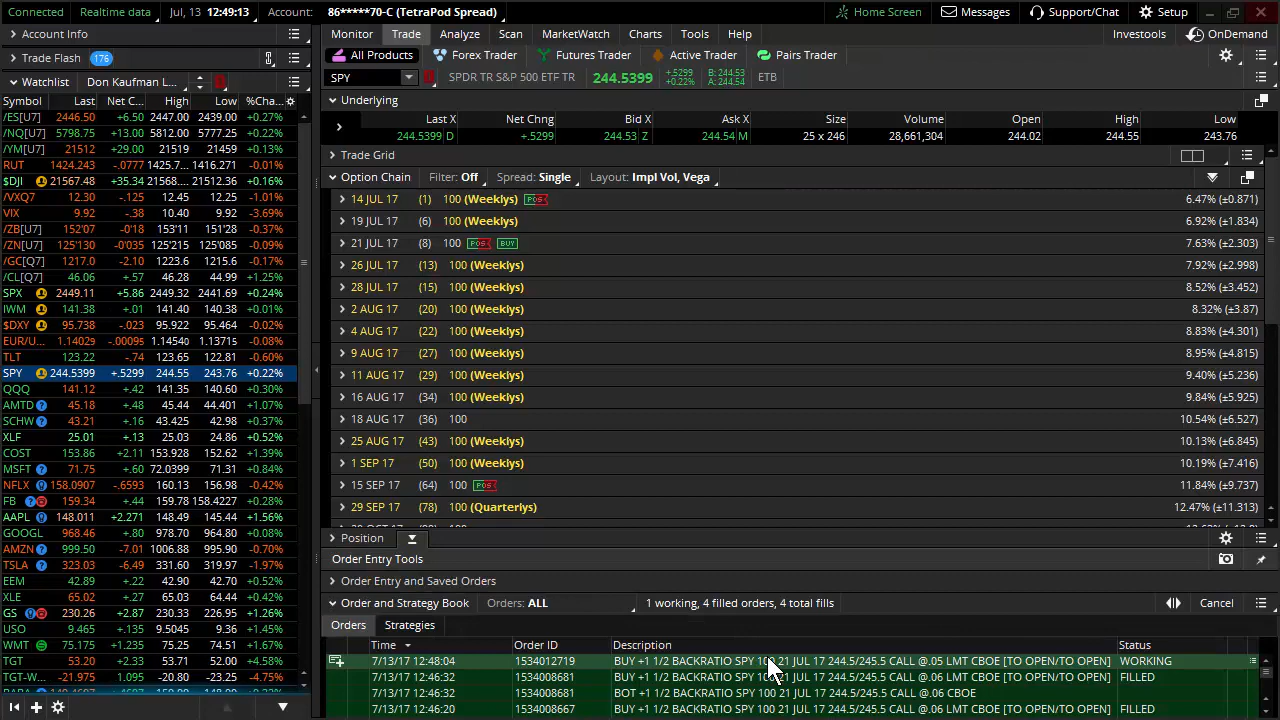 Connected Realtime data Jul, 13 12:49:13 Account: 86*****70-C (TetraPod Spread) Home Screen Messages Support/Chat Setup
Account Info
Trade Flash 176
Watchlist Don Kaufman L...
Symbol Last Net C... High Low %Cha...
/ES[U7] 2446.50 +6.50 2447.00 2439.00 +0.27%
/NQ[U7] 5798.75 +13.00 5812.00 5777.25 +0.22%
/YM[U7] 21512 +29.00 21519 21459 +0.13%
RUT 1424.243 -.0777 1425.7... 1416.271 -0.01%
$DJI 21567.48 +35.34 21568.... 21512.36 +0.16%
/VXQ7 12.30 -.125 12.45 12.25 -1.01%
VIX 9.92 -.38 10.40 9.92 -3.69%
/ZB[U7] 152'07 -0'18 153'11 151'28 -0.37%
/ZN[U7] 125'130 -0'035 125'215 125'085 -0.09%
/GC[Q7] 1217.0 -2.10 1223.6 1215.6 -0.17%
/CL[Q7] 46.06 +.57 46.28 44.99 +1.25%
SPX 2449.11 +5.86 2449.32 2441.69 +0.24%
IWM 141.38 +.01 141.40 140.64 +0.01%
$DXY 95.738 -.023 95.922 95.464 -0.02%
EUR/U... 1.14029 -.00095 1.14540 1.13715 -0.08%
TLT 123.22 -.74 123.65 122.81 -0.60%
SPY 244.5399 +.5299 244.55 243.76 +0.22%
QQQ 141.12 +.42 141.35 140.60 +0.30%
AMTD 45.18 +.48 45.44 44.401 +1.07%
SCHW 43.21 +.16 43.42 42.98 +0.37%
XLF 25.01 +.13 25.03 24.86 +0.52%
COST 153.86 +2.11 153.928 152.62 +1.39%
MSFT 71.75 +.60 72.0399 71.31 +0.84%
NFLX 158.0907 -.6593 160.13 156.98 -0.42%
FB 159.34 +.44 159.78 158.4227 +0.28%
AAPL 148.011 +2.271 148.49 145.44 +1.56%
GOOGL 968.46 +.80 978.70 964.80 +0.08%
AMZN 999.50 -7.01 1006.88 995.90 -0.70%
TSLA 323.03 -6.49 331.60 319.97 -1.97%
EEM 42.89 +.22 42.90 42.70 +0.52%
XLE 65.02 +.27 65.03 64.44 +0.42%
GS 230.26 +2.87 230.33 226.95 +1.26%
USO 9.465 +.135 9.5045 9.36 +1.45%
WMT 75.175 +1.235 75.25 74.51 +1.67%
TGT 53.20 +2.33 53.54 52.31 +4.58%
TGT-W... 21.975 1.095 -20.80 -23.25 -4.75%
Monitor Trade Analyze Scan MarketWatch Charts Tools Help Investools OnDemand
All Products Forex Trader Futures Trader Active Trader Pairs Trader
SPY SPDR TR S&P 500 ETF TR 244.5399 +.5299 +0.22% B: 244.53 A: 244.54 ETB
Underlying
Last X Net Chng Bid X Ask X Size Volume Open High Low
244.5399 D +.5299 244.53 Z 244.54 M 25 x 246 28,661,304 244.02 244.55 243.76
Trade Grid
Option Chain Filter: Off Spread: Single Layout: Impl Vol, Vega
14 JUL 17 (1) 100 (Weeklys) POS 6.47% (±0.871)
19 JUL 17 (6) 100 (Weeklys) 6.92% (±1.834)
21 JUL 17 (8) 100 POS BUY 7.63% (±2.303)
26 JUL 17 (13) 100 (Weeklys) 7.92% (±2.998)
28 JUL 17 (15) 100 (Weeklys) 8.52% (±3.452)
2 AUG 17 (20) 100 (Weeklys) 8.32% (±3.87)
4 AUG 17 (22) 100 (Weeklys) 8.83% (±4.301)
9 AUG 17 (27) 100 (Weeklys) 8.95% (±4.815)
11 AUG 17 (29) 100 (Weeklys) 9.40% (±5.236)
16 AUG 17 (34) 100 (Weeklys) 9.84% (±5.925)
18 AUG 17 (36) 100 10.54% (±6.527)
25 AUG 17 (43) 100 (Weeklys) 10.13% (±6.845)
1 SEP 17 (50) 100 (Weeklys) 10.19% (±7.416)
15 SEP 17 (64) 100 POS 11.84% (±9.737)
29 SEP 17 (78) 100 (Quarterlys) 12.47% (±11.313)
Position
Order Entry Tools
Order Entry and Saved Orders
Order and Strategy Book Orders: ALL 1 working, 4 filled orders, 4 total fills Cancel
Orders Strategies
Time Order ID Description Status
7/13/17 12:48:04 1534012719 BUY +1 1/2 BACKRATIO SPY 100 21 JUL 17 244.5/245.5 CALL @.05 LMT CBOE [TO OPEN/TO OPEN] WORKING
7/13/17 12:46:32 1534008681 BUY +1 1/2 BACKRATIO SPY 100 21 JUL 17 244.5/245.5 CALL @.06 LMT CBOE [TO OPEN/TO OPEN] FILLED
7/13/17 12:46:32 1534008681 BOT +1 1/2 BACKRATIO SPY 100 21 JUL 17 244.5/245.5 CALL @.06 CBOE
7/13/17 12:46:20 1534008667 BUY +1 1/2 BACKRATIO SPY 100 21 JUL 17 244.5/245.5 CALL @.06 LMT CBOE [TO OPEN/TO OPEN] FILLED